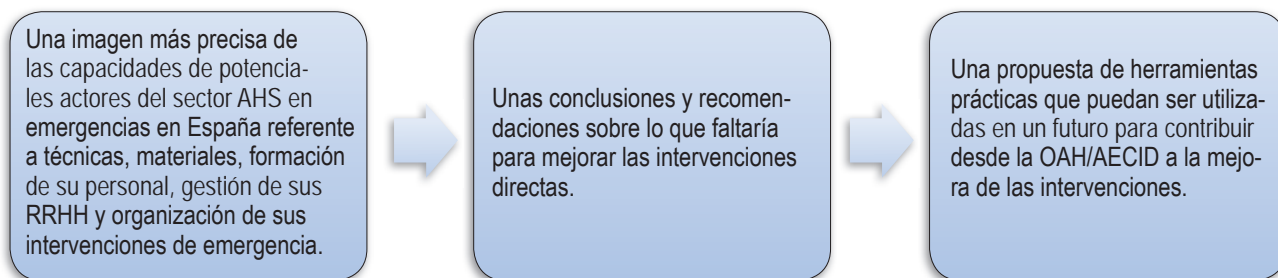 Una imagen más precisa de
las capacidades de potencia-
les actores del sector AHS en
emergencias en España referente
a técnicas, materiales, formación
de su personal, gestión de sus
RRHH y organización de sus
intervenciones de emergencia.
Unas conclusiones y recomen-
daciones sobre lo que faltaría
para mejorar las intervenciones
directas.
Una propuesta de herramientas
prácticas que puedan ser utiliza-
das en un futuro para contribuir
desde la OAH/AECID a la mejo-
ra de las intervenciones.